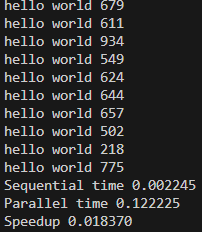 hello world 679
hello world 611
hello world 934
hello world 549
hello world 624
hello world 644
hello world 657
hello world 502
hello world 218
hello world 775
Sequential time 0.002245
Parallel time 0.122225
Speedup 0.018370